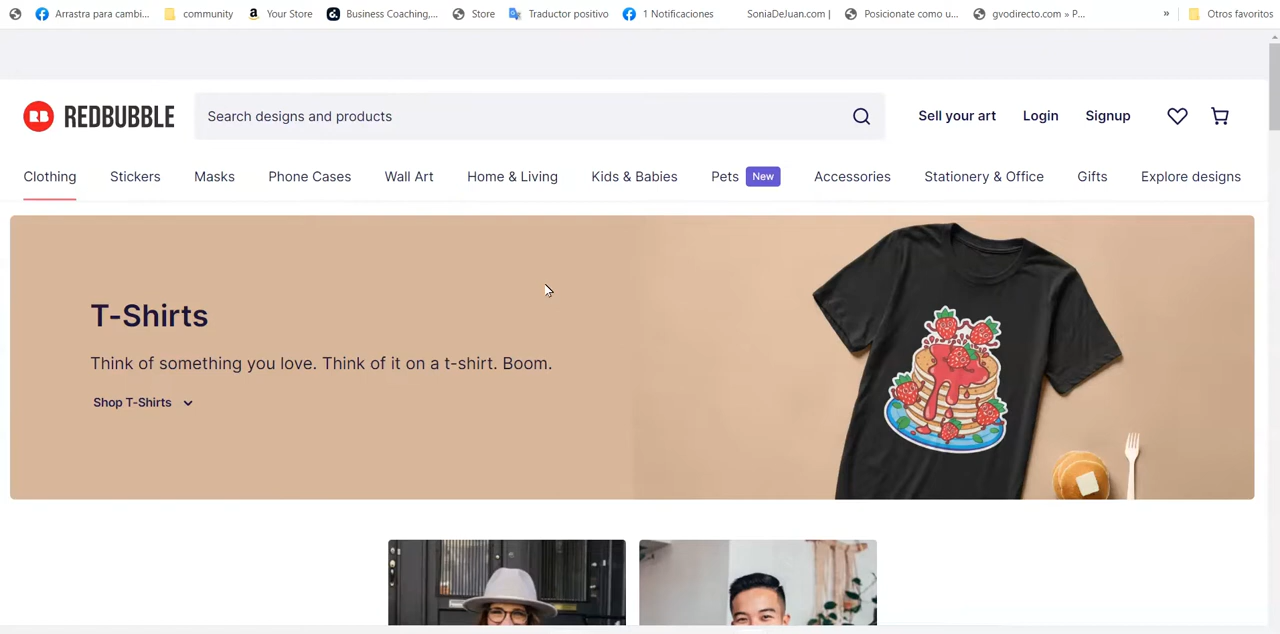 Arrastra para cambi... community Your Store Business Coaching,... Store Traductor positivo 1 Notificaciones SoniaDeJuan.com | Posicionate como u... gvodirecto.com » P... » Otros favoritos
RB REDBUBBLE Search designs and products Sell your art Login Signup
Clothing Stickers Masks Phone Cases Wall Art Home & Living Kids & Babies Pets New Accessories Stationery & Office Gifts Explore designs
T-Shirts
Think of something you love. Think of it on a t-shirt. Boom.
Shop T-Shirts